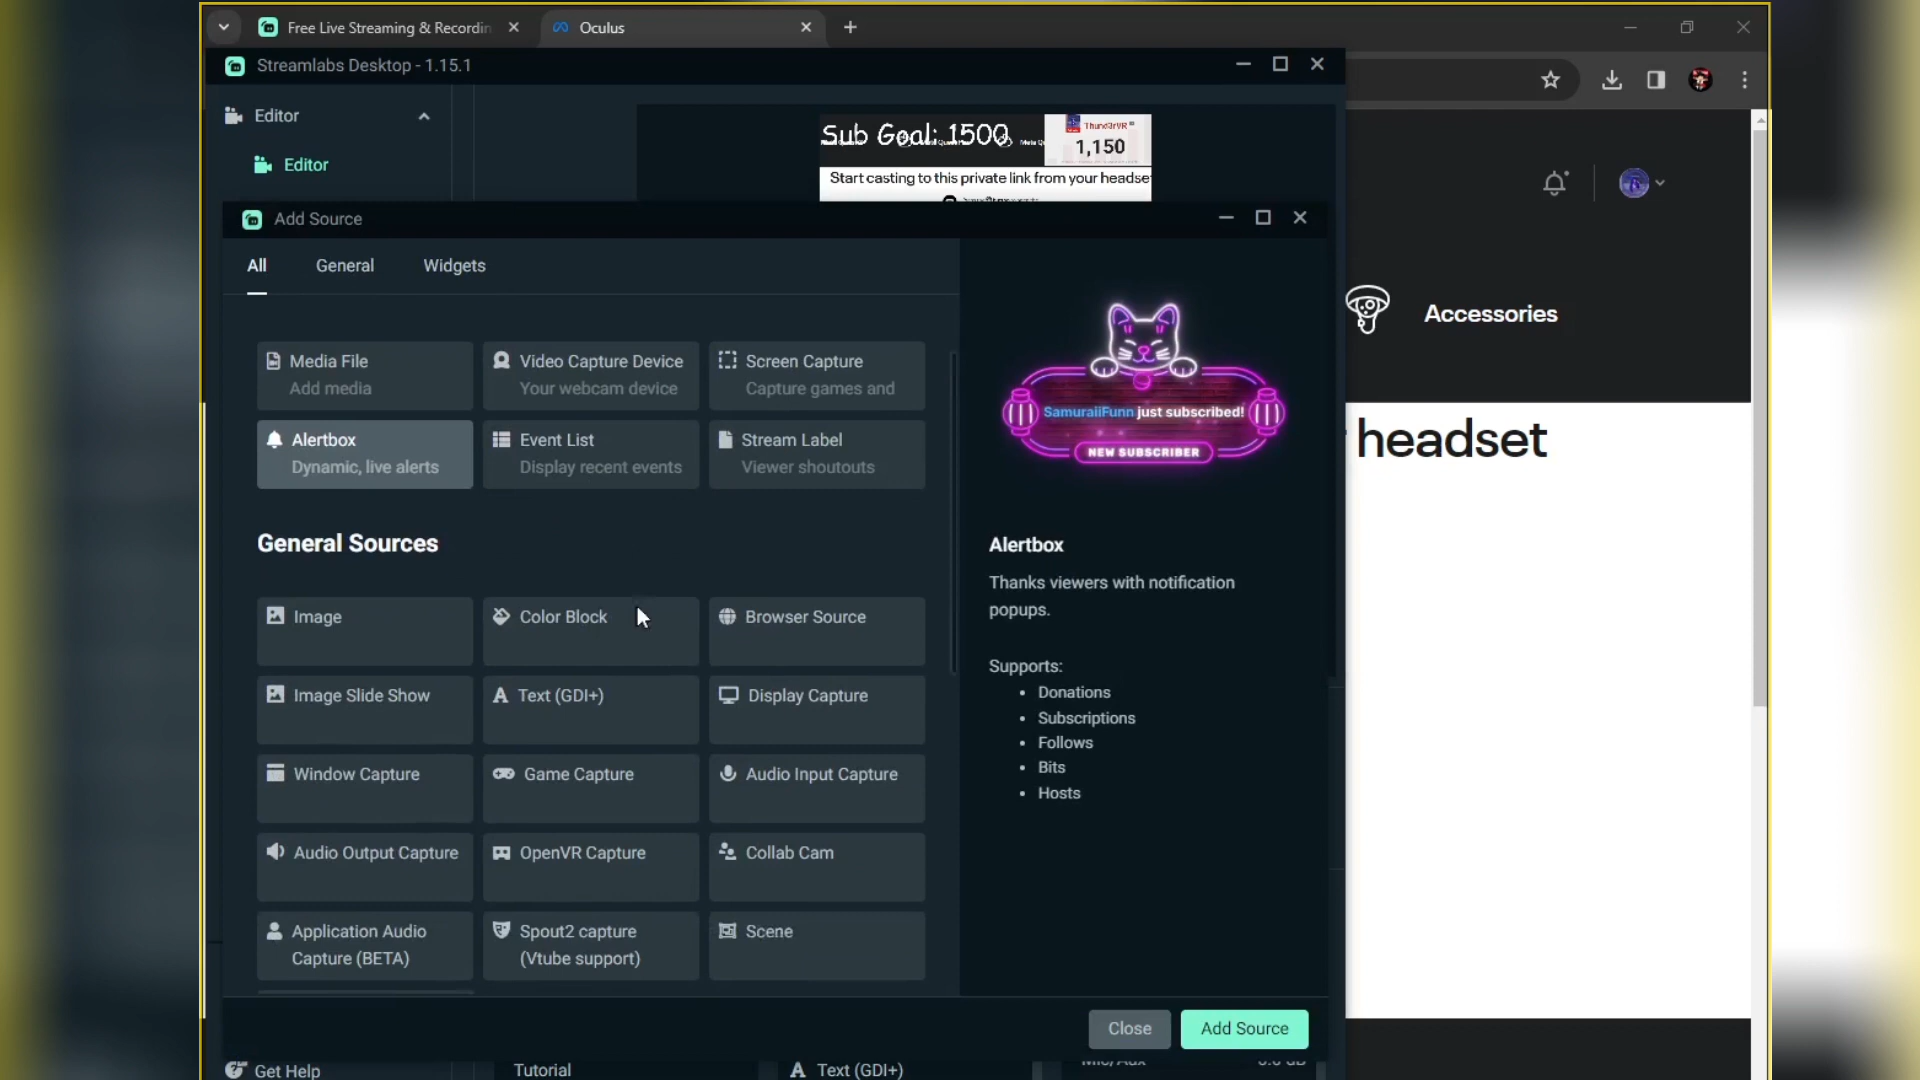 Free Live Streaming & Recordin
Oculus
Streamlabs Desktop - 1.15.1
Editor
Editor
Sub Goal: 1500
Thund3rVR
1,150
Start casting to this private link from your headset
Add Source
All
General
Widgets
Accessories
Media File
Add media
Video Capture Device
Your webcam device
Screen Capture
Capture games and
Alertbox
Dynamic, live alerts
Event List
Display recent events
Stream Label
Viewer shoutouts
SamuraiiFunn just subscribed!
NEW SUBSCRIBER
headset
General Sources
Alertbox
Thanks viewers with notification
popups.
Supports:
Donations
Subscriptions
Follows
Bits
Hosts
Image
Color Block
Browser Source
Image Slide Show
Text (GDI+)
Display Capture
Window Capture
Game Capture
Audio Input Capture
Audio Output Capture
OpenVR Capture
Collab Cam
Application Audio
Capture (BETA)
Spout2 capture
(Vtube support)
Scene
Close
Add Source
Get Help
Tutorial
Text (GDI+)
Mic/Aux